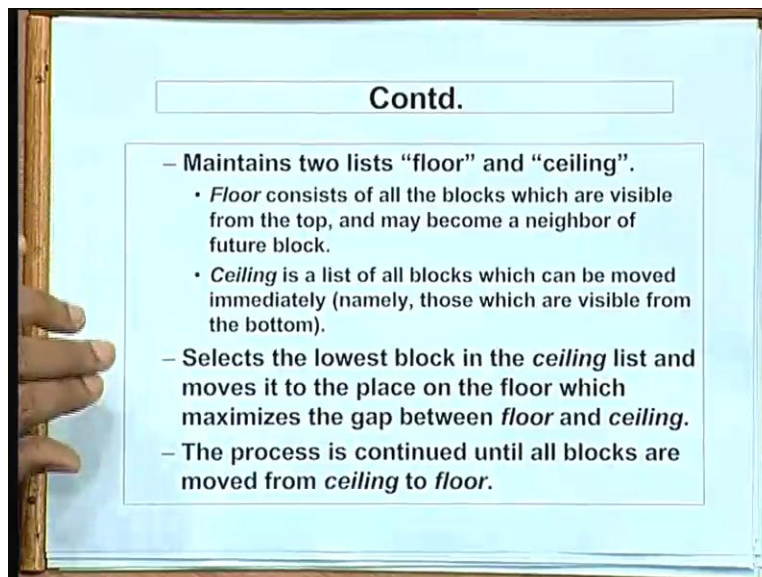 Contd.
– Maintains two lists “floor” and “ceiling”.
• Floor consists of all the blocks which are visible
from the top, and may become a neighbor of
future block.
• Ceiling is a list of all blocks which can be moved
immediately (namely, those which are visible from
the bottom).
– Selects the lowest block in the ceiling list and
moves it to the place on the floor which
maximizes the gap between floor and ceiling.
– The process is continued until all blocks are
moved from ceiling to floor.